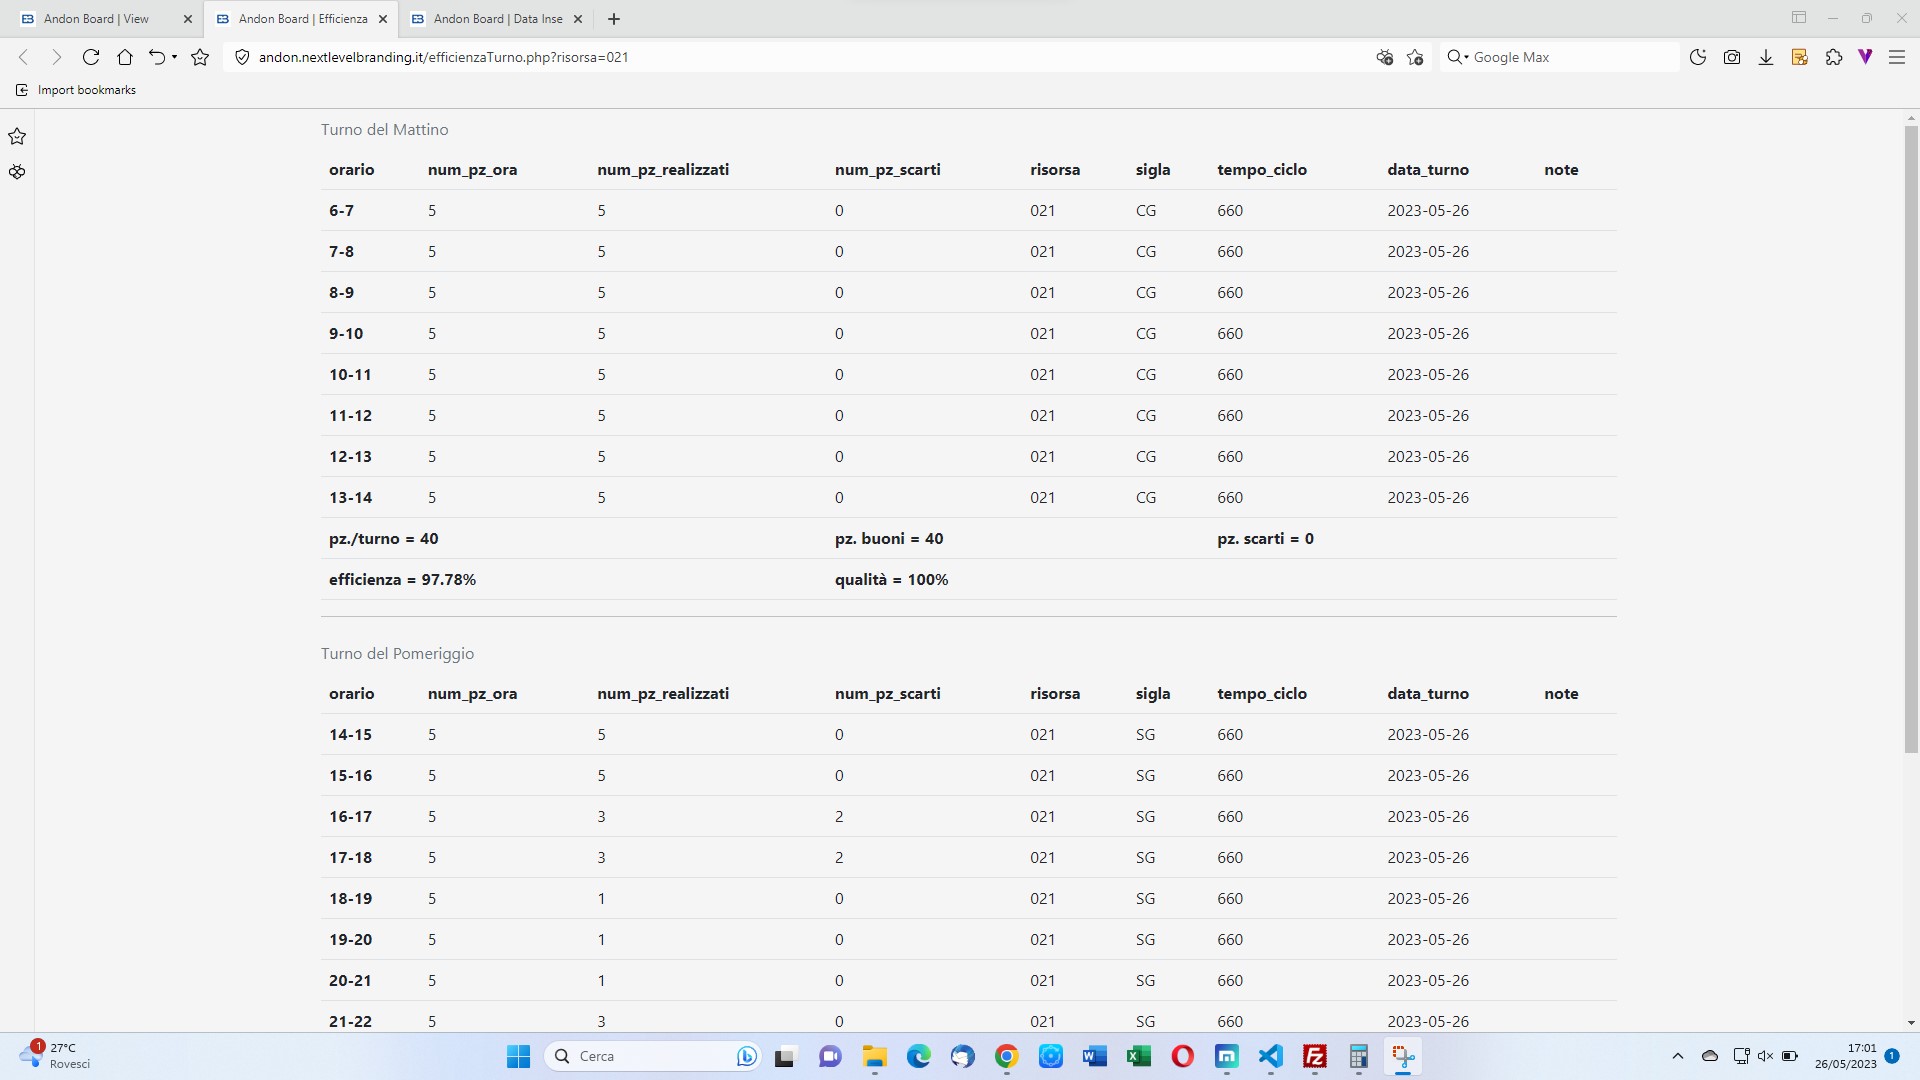 Andon Board | View
Andon Board | Efficienza
Andon Board | Data Inse
andon.nextlevelbranding.it/efficienzaTurno.php?risorsa=021
Google Max
Import bookmarks
Turno del Mattino
orario num_pz_ora num_pz_realizzati num_pz_scarti risorsa sigla tempo_ciclo data_turno note
6-7 5 5 0 021 CG 660 2023-05-26
7-8 5 5 0 021 CG 660 2023-05-26
8-9 5 5 0 021 CG 660 2023-05-26
9-10 5 5 0 021 CG 660 2023-05-26
10-11 5 5 0 021 CG 660 2023-05-26
11-12 5 5 0 021 CG 660 2023-05-26
12-13 5 5 0 021 CG 660 2023-05-26
13-14 5 5 0 021 CG 660 2023-05-26
pz./turno = 40 pz. buoni = 40 pz. scarti = 0
efficienza = 97.78% qualità = 100%
Turno del Pomeriggio
orario num_pz_ora num_pz_realizzati num_pz_scarti risorsa sigla tempo_ciclo data_turno note
14-15 5 5 0 021 SG 660 2023-05-26
15-16 5 5 0 021 SG 660 2023-05-26
16-17 5 3 2 021 SG 660 2023-05-26
17-18 5 3 2 021 SG 660 2023-05-26
18-19 5 1 0 021 SG 660 2023-05-26
19-20 5 1 0 021 SG 660 2023-05-26
20-21 5 1 0 021 SG 660 2023-05-26
21-22 5 3 0 021 SG 660 2023-05-26
1 27°C
Rovesci
Cerca
17:01
26/05/2023
1